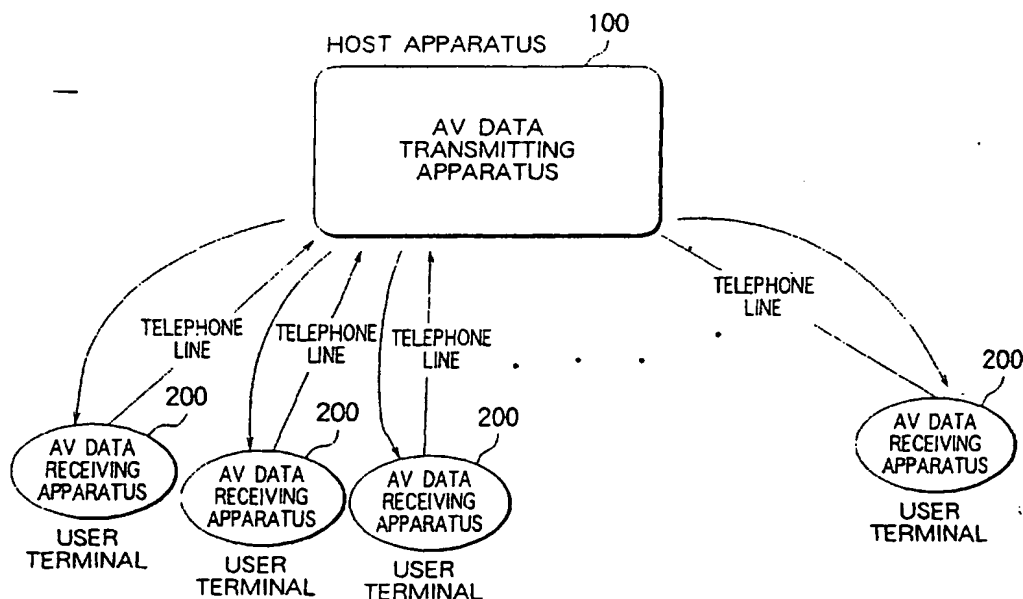 100
HOST APPARATUS
AV DATA
TRANSMITTING
APPARATUS
TELEPHONE
LINE
TELEPHONE
LINE
TELEPHONE
LINE
TELEPHONE
LINE
200
AV DATA
RECEIVING
APPARATUS
USER
TERMINAL
200
AV DATA
RECEIVING
APPARATUS
USER
TERMINAL
200
AV DATA
RECEIVING
APPARATUS
USER
TERMINAL
200
AV DATA
RECEIVING
APPARATUS
USER
TERMINAL